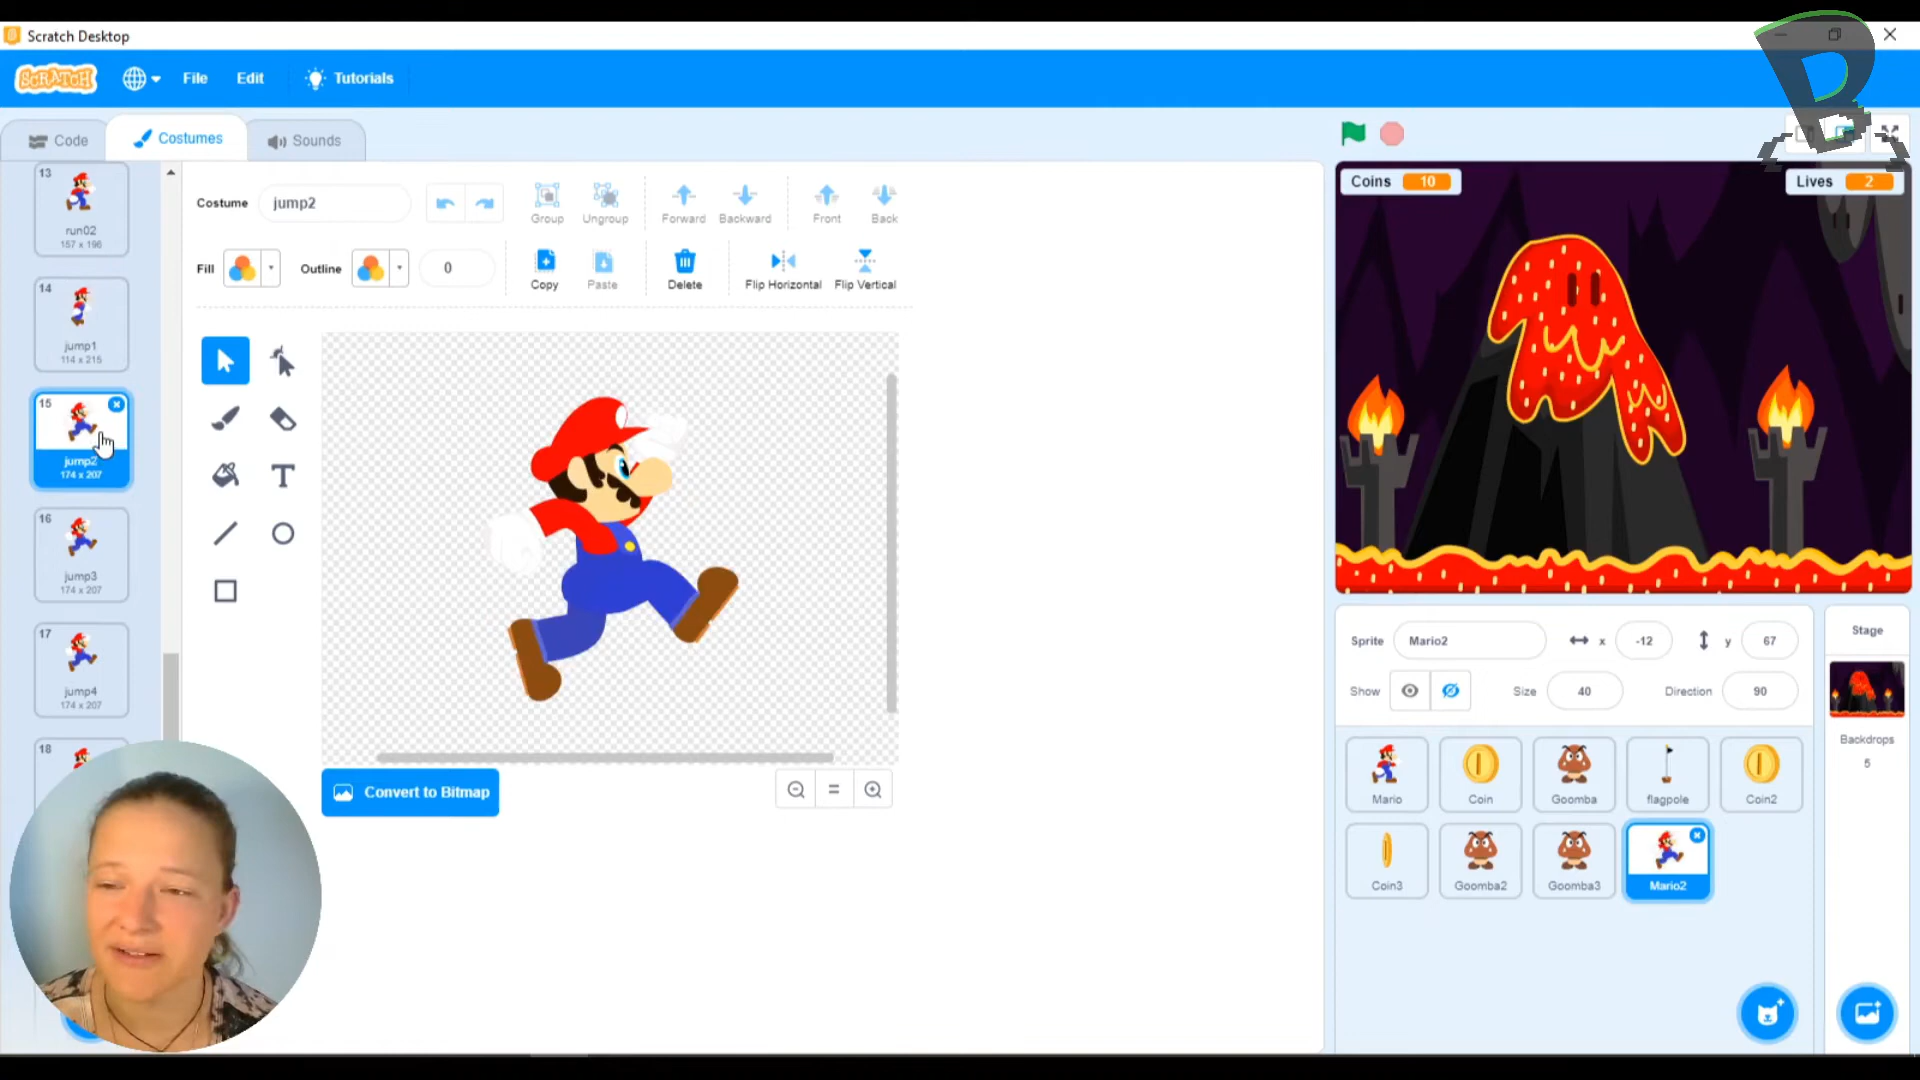 Scratch Desktop
SCRATCH
File
Edit
Tutorials
B
Code
Costumes
Sounds
Costume
jump2
Group
Ungroup
Forward
Backward
Front
Back
Fill
Outline
0
Copy
Paste
Delete
Flip Horizontal
Flip Vertical
13
run02
157 x 196
14
jump1
114 x 215
15
jump2
174 x 207
16
jump3
174 x 207
17
jump4
174 x 207
18
T
Convert to Bitmap
Coins 10
Lives 2
Sprite
Mario2
x
-12
y
67
Show
Size
40
Direction
90
Mario
Coin
Goomba
flagpole
Coin2
Coin3
Goomba2
Goomba3
Mario2
Stage
Backdrops
5